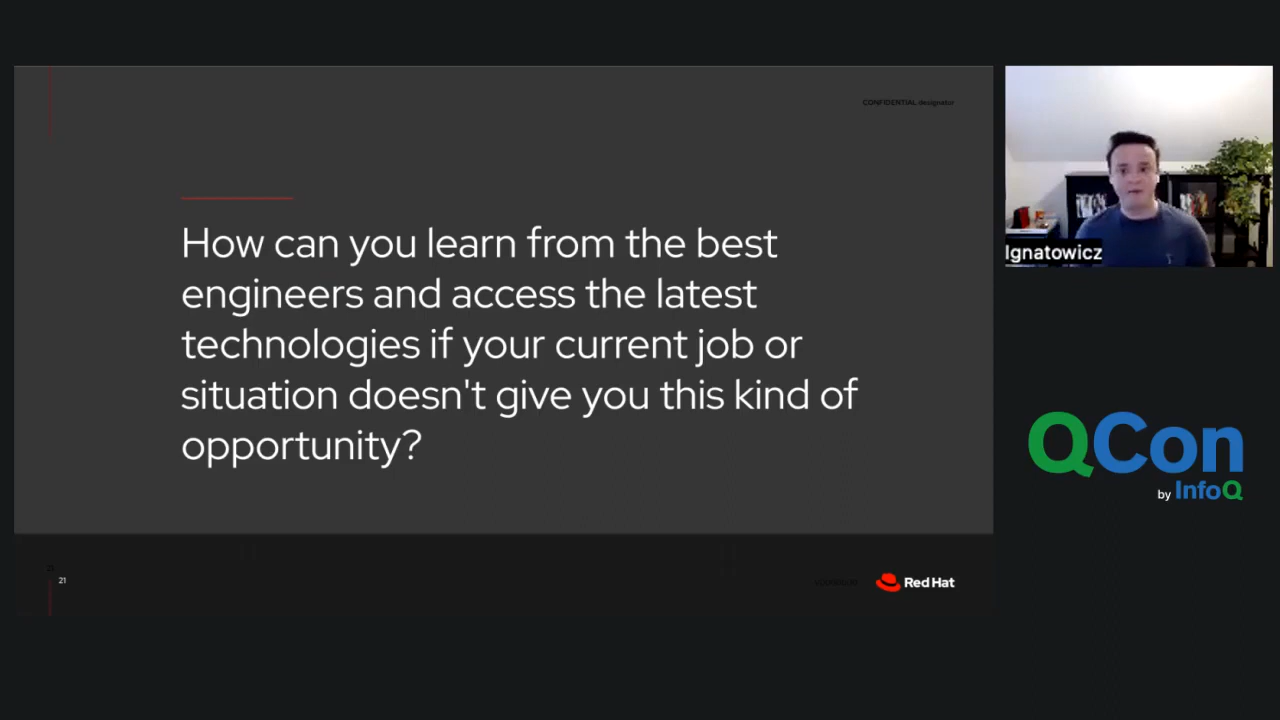 CONFIDENTIAL designator
How can you learn from the best
engineers and access the latest
technologies if your current job or
situation doesn't give you this kind of
opportunity?
21
Red Hat
Ignatowicz
QCon
by InfoQ